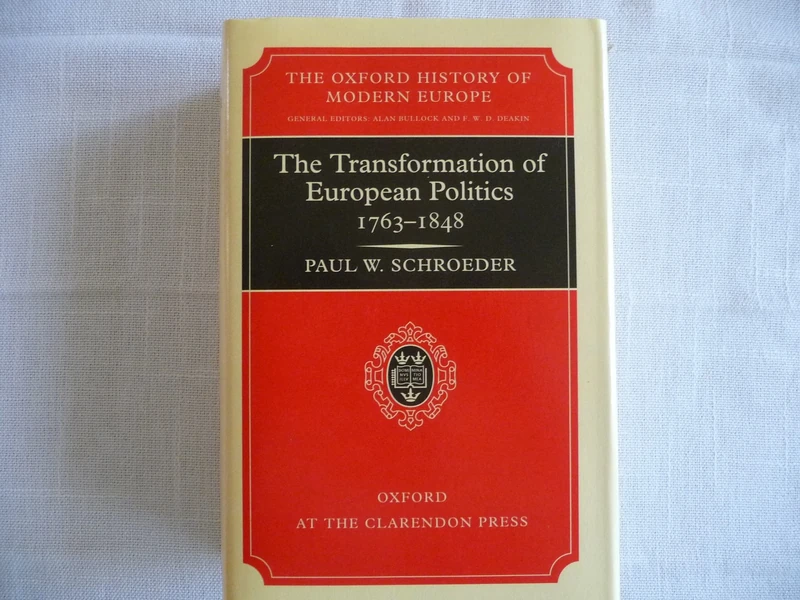 THE OXFORD HISTORY OF
MODERN EUROPE
GENERAL EDITORS: ALAN BULLOCK AND F. W. D. DEAKIN
The Transformation of
European Politics
1763–1848
PAUL W. SCHROEDER
OXFORD
AT THE CLARENDON PRESS